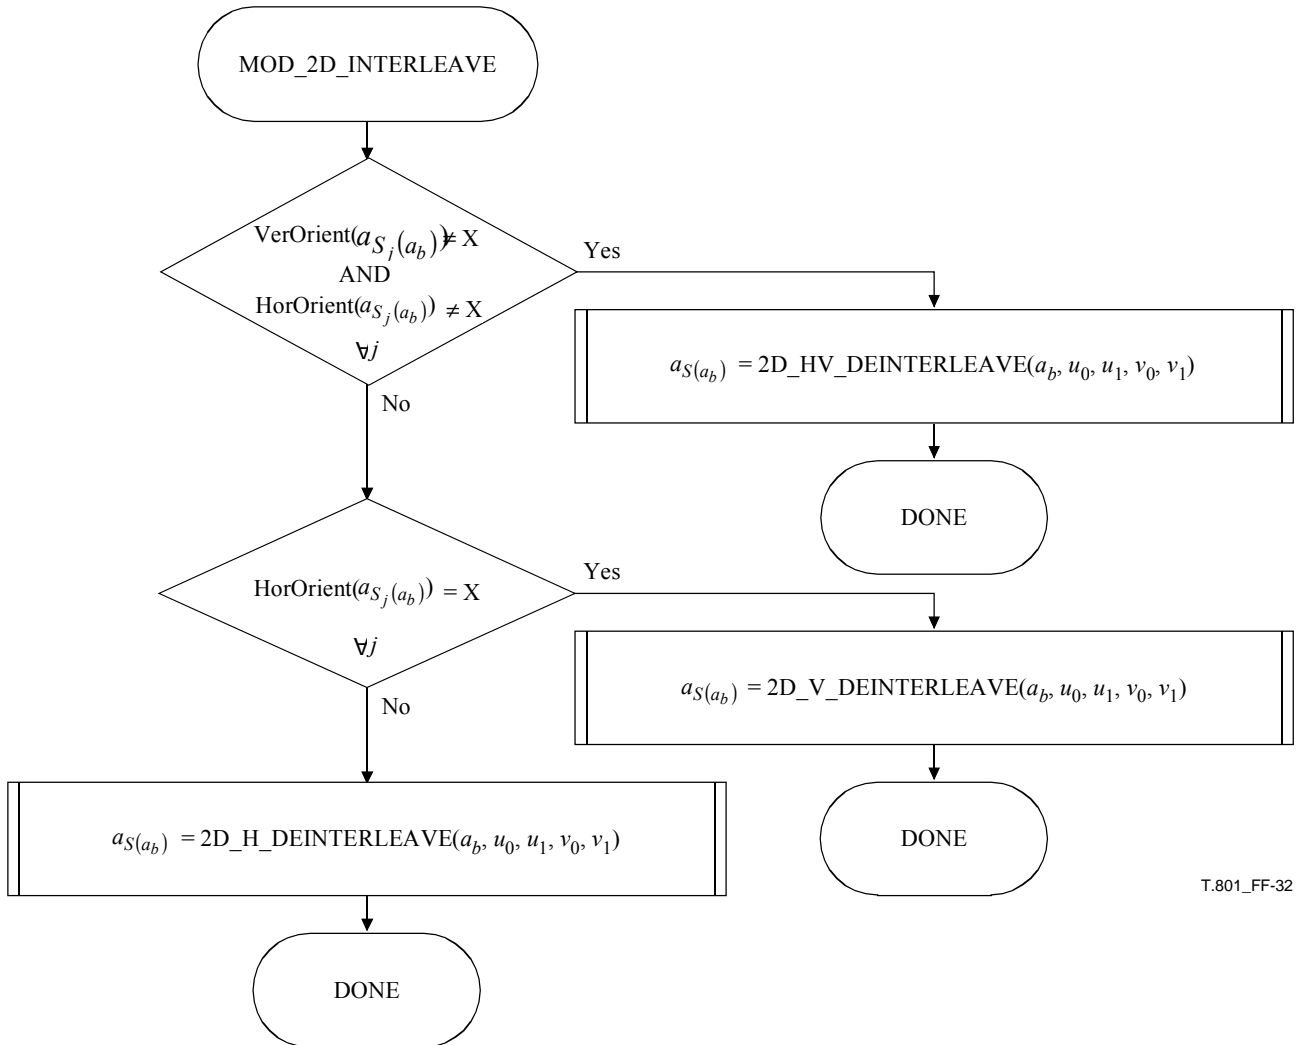 MOD_2D_INTERLEAVE
VerOrient(a_{S_j(a_b)}) ≠ X
AND
HorOrient(a_{S_j(a_b)}) ≠ X
∀j
Yes
a_{S(a_b)} = 2D_HV_DEINTERLEAVE(a_b, u_0, u_1, v_0, v_1)
No
DONE
HorOrient(a_{S_j(a_b)}) = X
∀j
Yes
a_{S(a_b)} = 2D_V_DEINTERLEAVE(a_b, u_0, u_1, v_0, v_1)
No
a_{S(a_b)} = 2D_H_DEINTERLEAVE(a_b, u_0, u_1, v_0, v_1)
DONE
T.801_FF-32
DONE